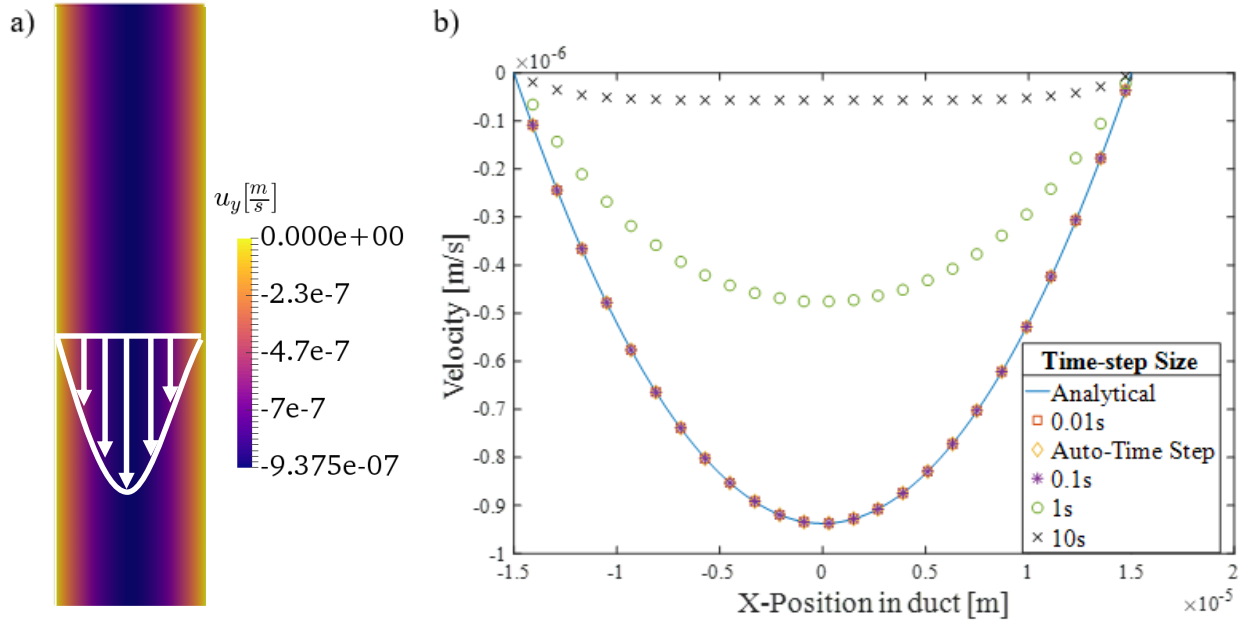 a)
u_y[m/s]
0.000e+00
-2.3e-7
-4.7e-7
-7e-7
-9.375e-07
b)
×10^-6
0
-0.1
-0.2
-0.3
-0.4
-0.5
-0.6
-0.7
-0.8
-0.9
-1
Velocity [m/s]
-1.5
-1
-0.5
0
0.5
1
1.5
2
X-Position in duct [m]
×10^-5
Time-step Size
Analytical
0.01s
Auto-Time Step
0.1s
1s
10s